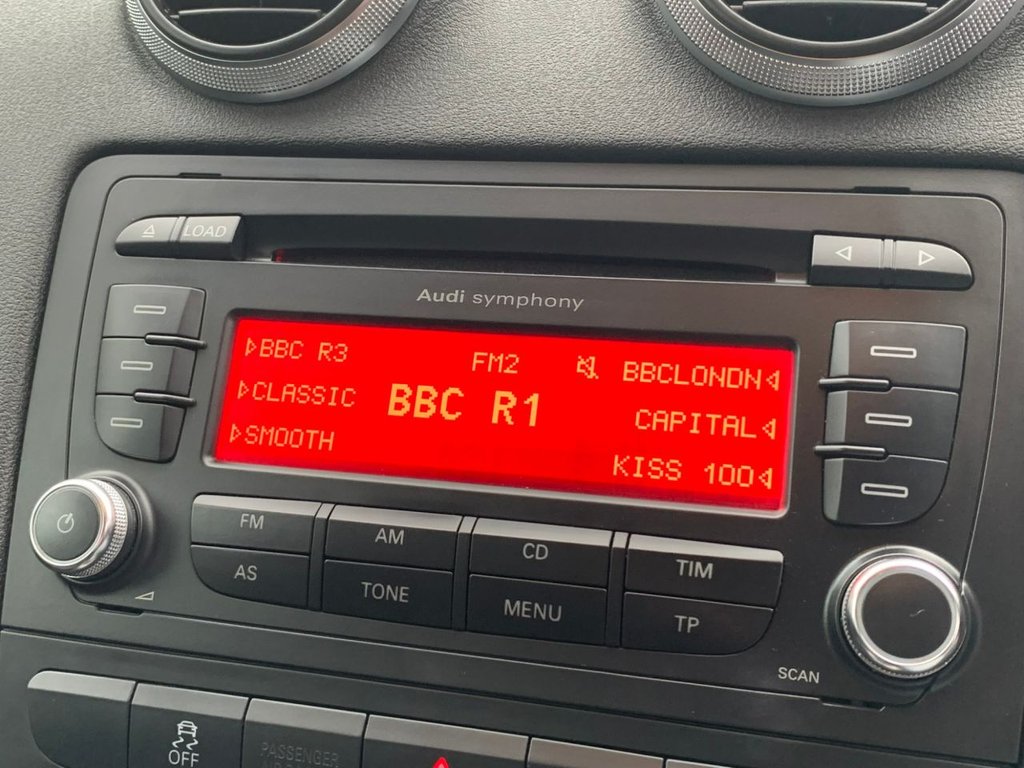 LOAD
Audi symphony
BBC R3
FM2
BBCLONDN
CLASSIC
BBC R1
CAPITAL
SMOOTH
KISS 100
FM
AM
CD
TIM
AS
TONE
MENU
TP
SCAN
OFF
PASSENGER